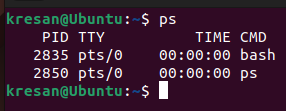 kresan@Ubuntu:~$ ps
    PID TTY          TIME CMD
   2835 pts/0    00:00:00 bash
   2850 pts/0    00:00:00 ps
kresan@Ubuntu:~$